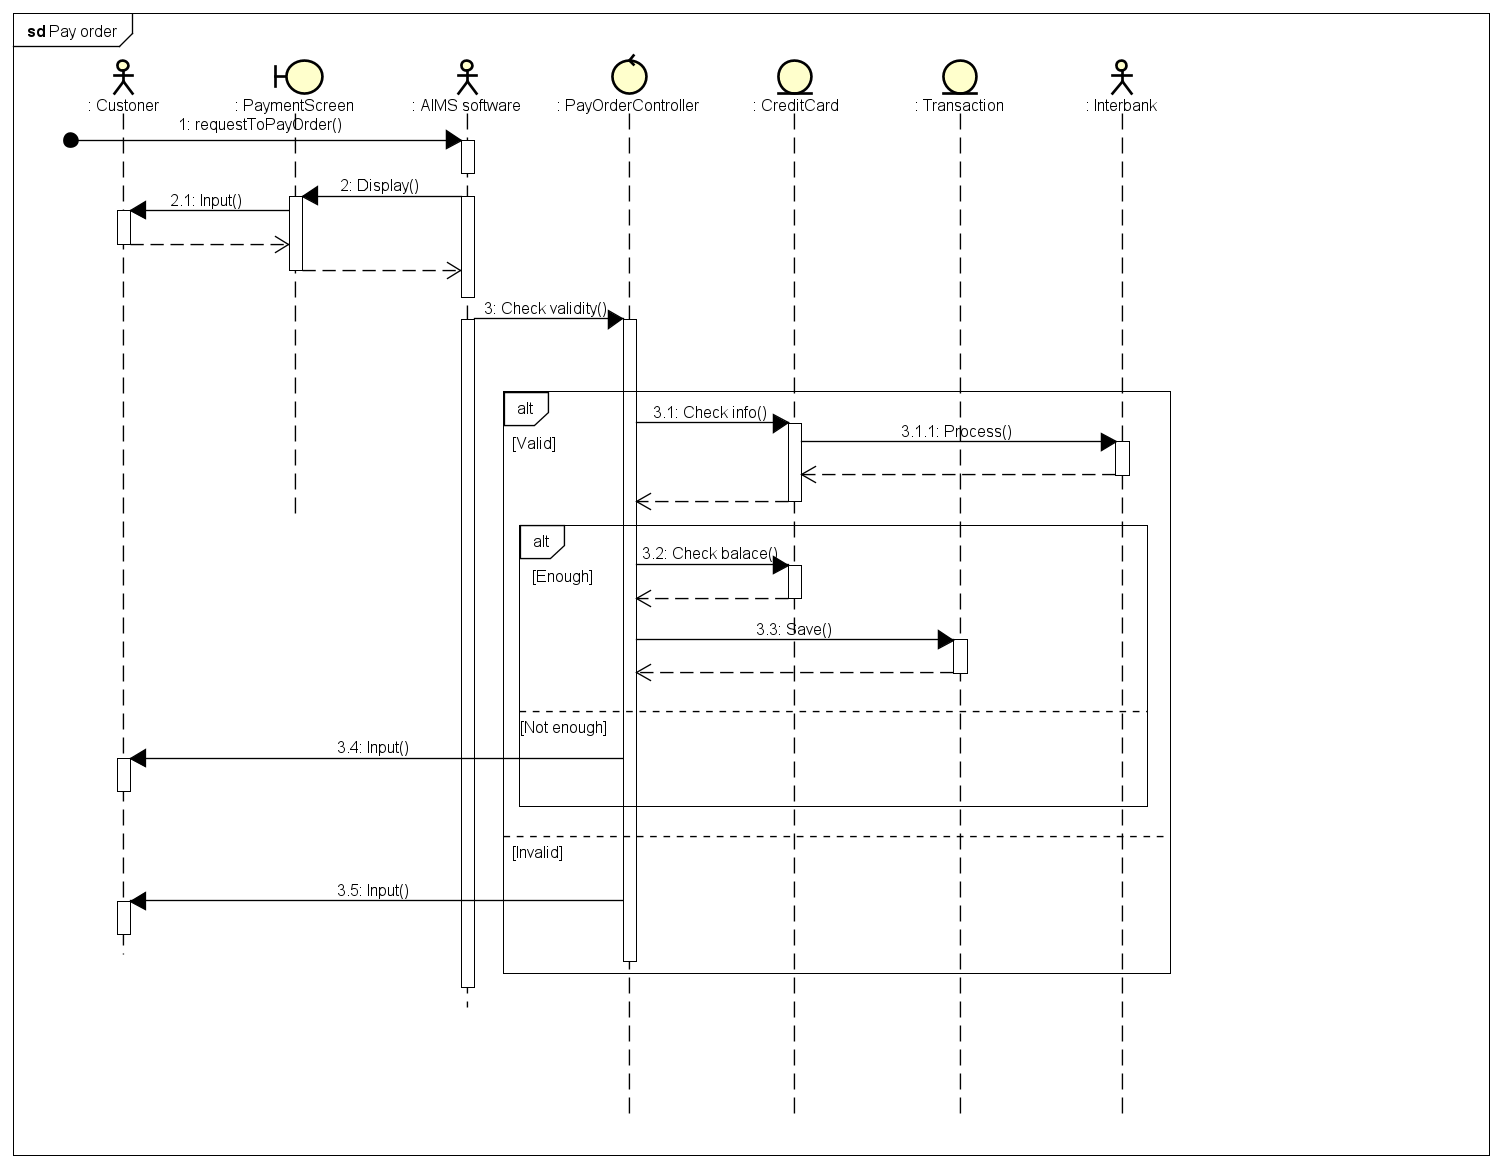 sd Pay order
: Custoner
: PaymentScreen
: AIMS software
: PayOrderController
: CreditCard
: Transaction
: Interbank
1: requestToPayOrder()
2: Display()
2.1: Input()
3: Check validity()
alt
3.1: Check info()
[Valid]
3.1.1: Process()
alt
3.2: Check balace()
[Enough]
3.3: Save()
[Not enough]
3.4: Input()
[Invalid]
3.5: Input()